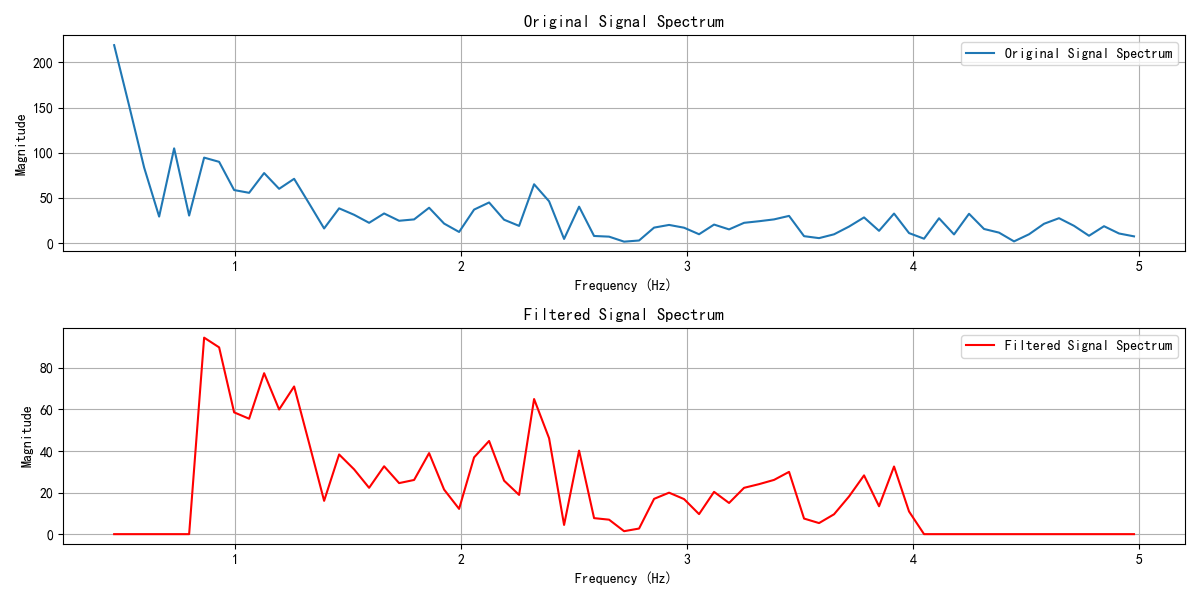 Original Signal Spectrum
Original Signal Spectrum
Magnitude
200
150
100
50
0
1 2 3 4 5
Frequency (Hz)
Filtered Signal Spectrum
Filtered Signal Spectrum
Magnitude
80
60
40
20
0
1 2 3 4 5
Frequency (Hz)